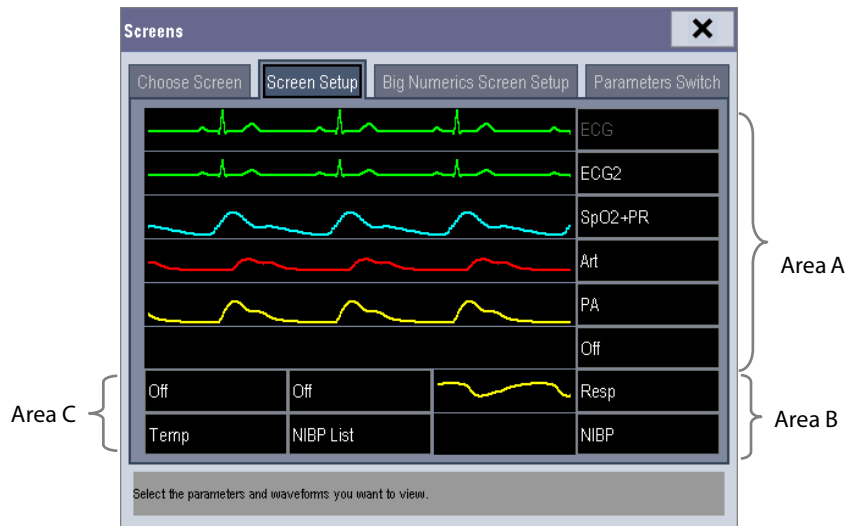 Screens
Choose Screen Screen Setup Big Numerics Screen Setup Parameters Switch
ECG
ECG2
SpO2+PR
Art
PA
Off
Area A
Off Off Resp
Temp NIBP List NIBP
Area C
Area B
Select the parameters and waveforms you want to view.